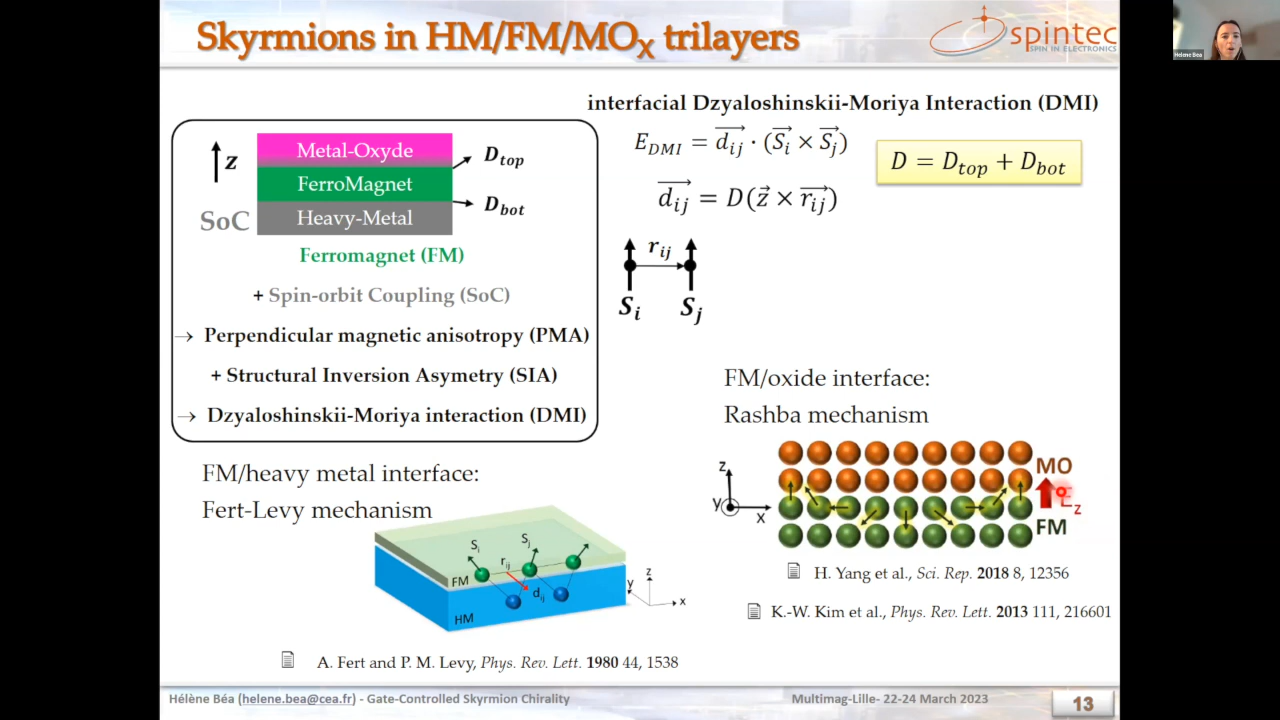 Skyrmions in HM/FM/MOX trilayers
spintec
SPIN IN ELECTRONICS
Helene Béa
interfacial Dzyaloshinskii-Moriya Interaction (DMI)
z
Metal-Oxyde
FerroMagnet
Heavy-Metal
SoC
Dtop
Dbot
Ferromagnet (FM)
+ Spin-orbit Coupling (SoC)
→ Perpendicular magnetic anisotropy (PMA)
+ Structural Inversion Asymetry (SIA)
→ Dzyaloshinskii-Moriya interaction (DMI)
EDMI = dij · (Si × Sj)
dij = D(z × rij)
D = Dtop + Dbot
rij
Si Sj
FM/heavy metal interface:
Fert-Levy mechanism
Si Sj
rij
dij
FM
HM
z
y
x
A. Fert and P. M. Levy, Phys. Rev. Lett. 1980 44, 1538
FM/oxide interface:
Rashba mechanism
z
y
x
MO
Ez
FM
H. Yang et al., Sci. Rep. 2018 8, 12356
K.-W. Kim et al., Phys. Rev. Lett. 2013 111, 216601
Hélène Béa (helene.bea@cea.fr) - Gate-Controlled Skyrmion Chirality
Multimag-Lille- 22-24 March 2023
13